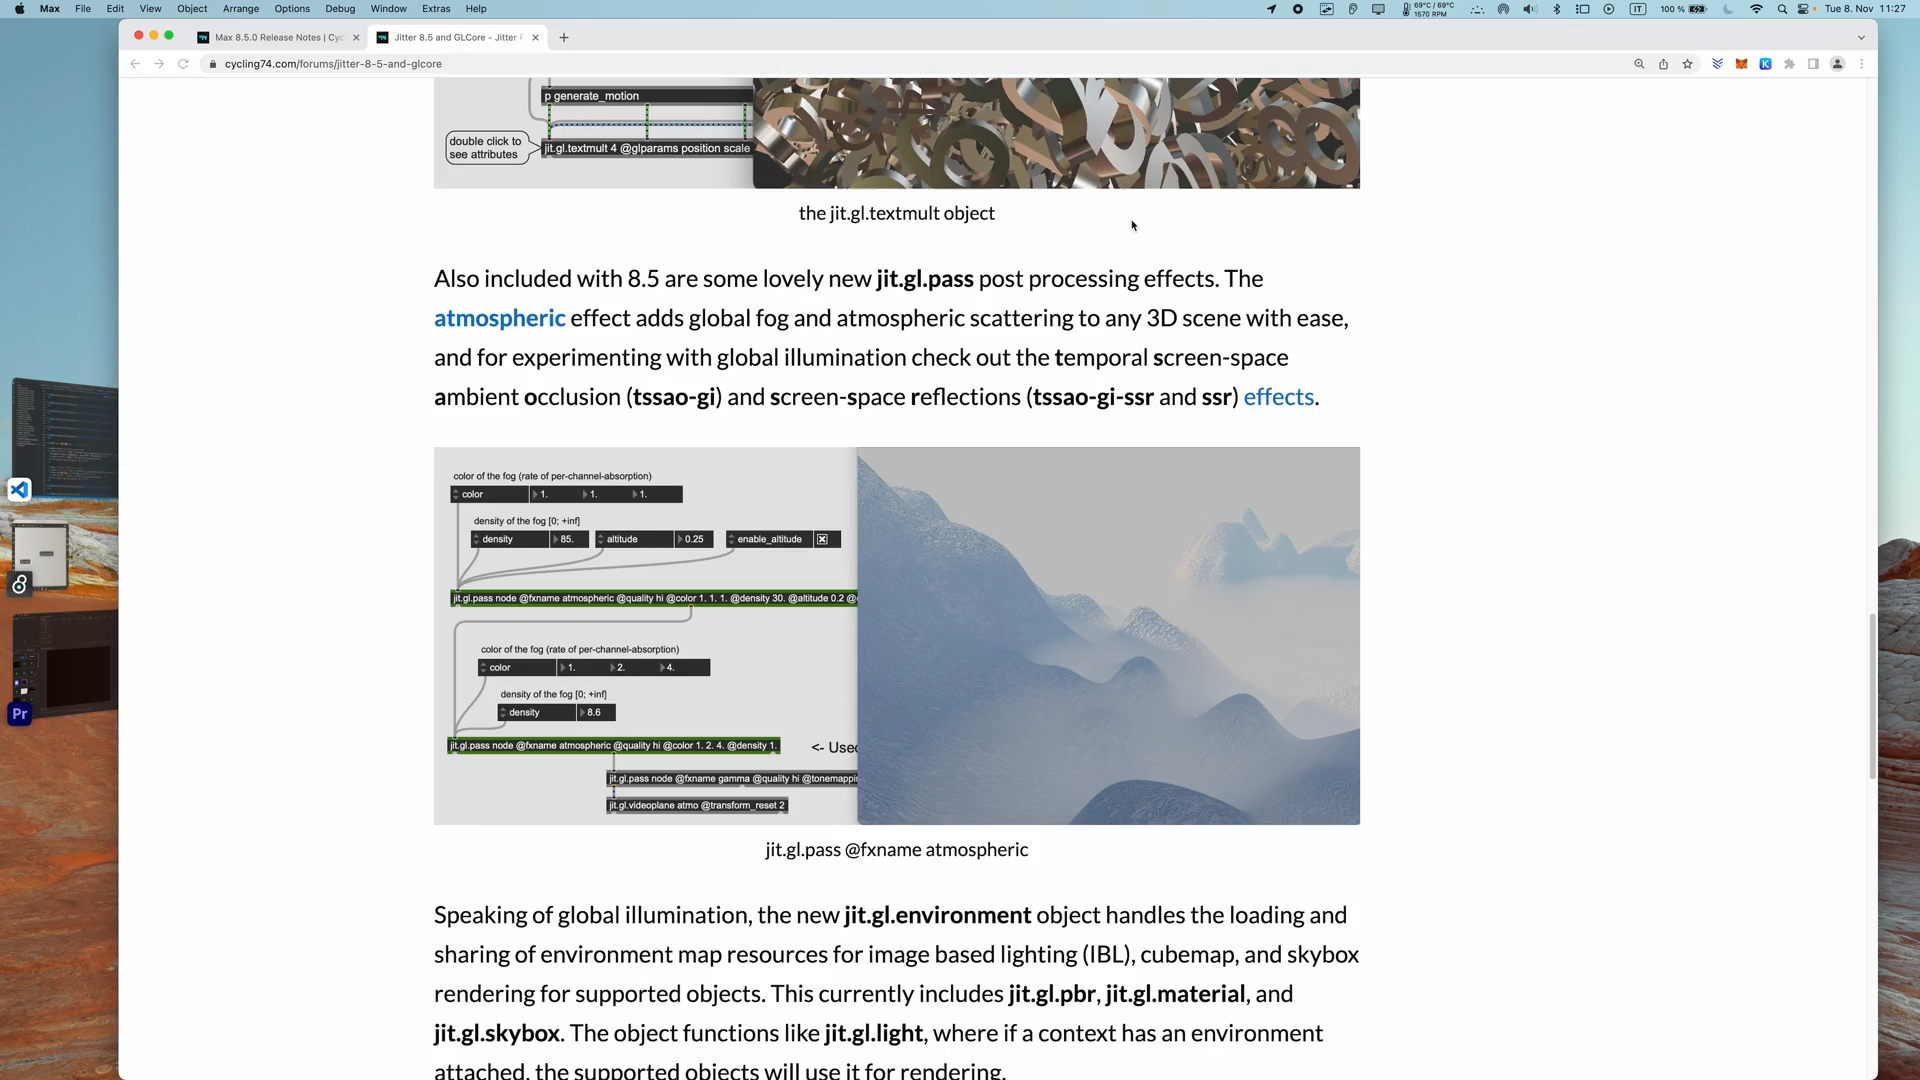 Max File Edit View Object Arrange Options Debug Window Extras Help
69°C / 69°C
1570 RPM
IT
100 %
Tue 8. Nov 11:27
Max 8.5.0 Release Notes | Cyc
Jitter 8.5 and GLCore - Jitter F
cycling74.com/forums/jitter-8-5-and-glcore
p generate_motion
double click to
see attributes
jit.gl.textmult 4 @glparams position scale
the jit.gl.textmult object
Also included with 8.5 are some lovely new jit.gl.pass post processing effects. The
atmospheric effect adds global fog and atmospheric scattering to any 3D scene with ease,
and for experimenting with global illumination check out the temporal screen-space
ambient occlusion (tssao-gi) and screen-space reflections (tssao-gi-ssr and ssr) effects.
color of the fog (rate of per-channel-absorption)
color 1. 1. 1.
density of the fog [0; +inf]
density 85. altitude 0.25 enable_altitude
jit.gl.pass node @fxname atmospheric @quality hi @color 1. 1. 1. @density 30. @altitude 0.2 @
color of the fog (rate of per-channel-absorption)
color 1. 2. 4.
density of the fog [0; +inf]
density 8.6
jit.gl.pass node @fxname atmospheric @quality hi @color 1. 2. 4. @density 1.
<- Used
jit.gl.pass node @fxname gamma @quality hi @tonemappin
jit.gl.videoplane atmo @transform_reset 2
jit.gl.pass @fxname atmospheric
Speaking of global illumination, the new jit.gl.environment object handles the loading and
sharing of environment map resources for image based lighting (IBL), cubemap, and skybox
rendering for supported objects. This currently includes jit.gl.pbr, jit.gl.material, and
jit.gl.skybox. The object functions like jit.gl.light, where if a context has an environment
attached, the supported objects will use it for rendering.
Pr